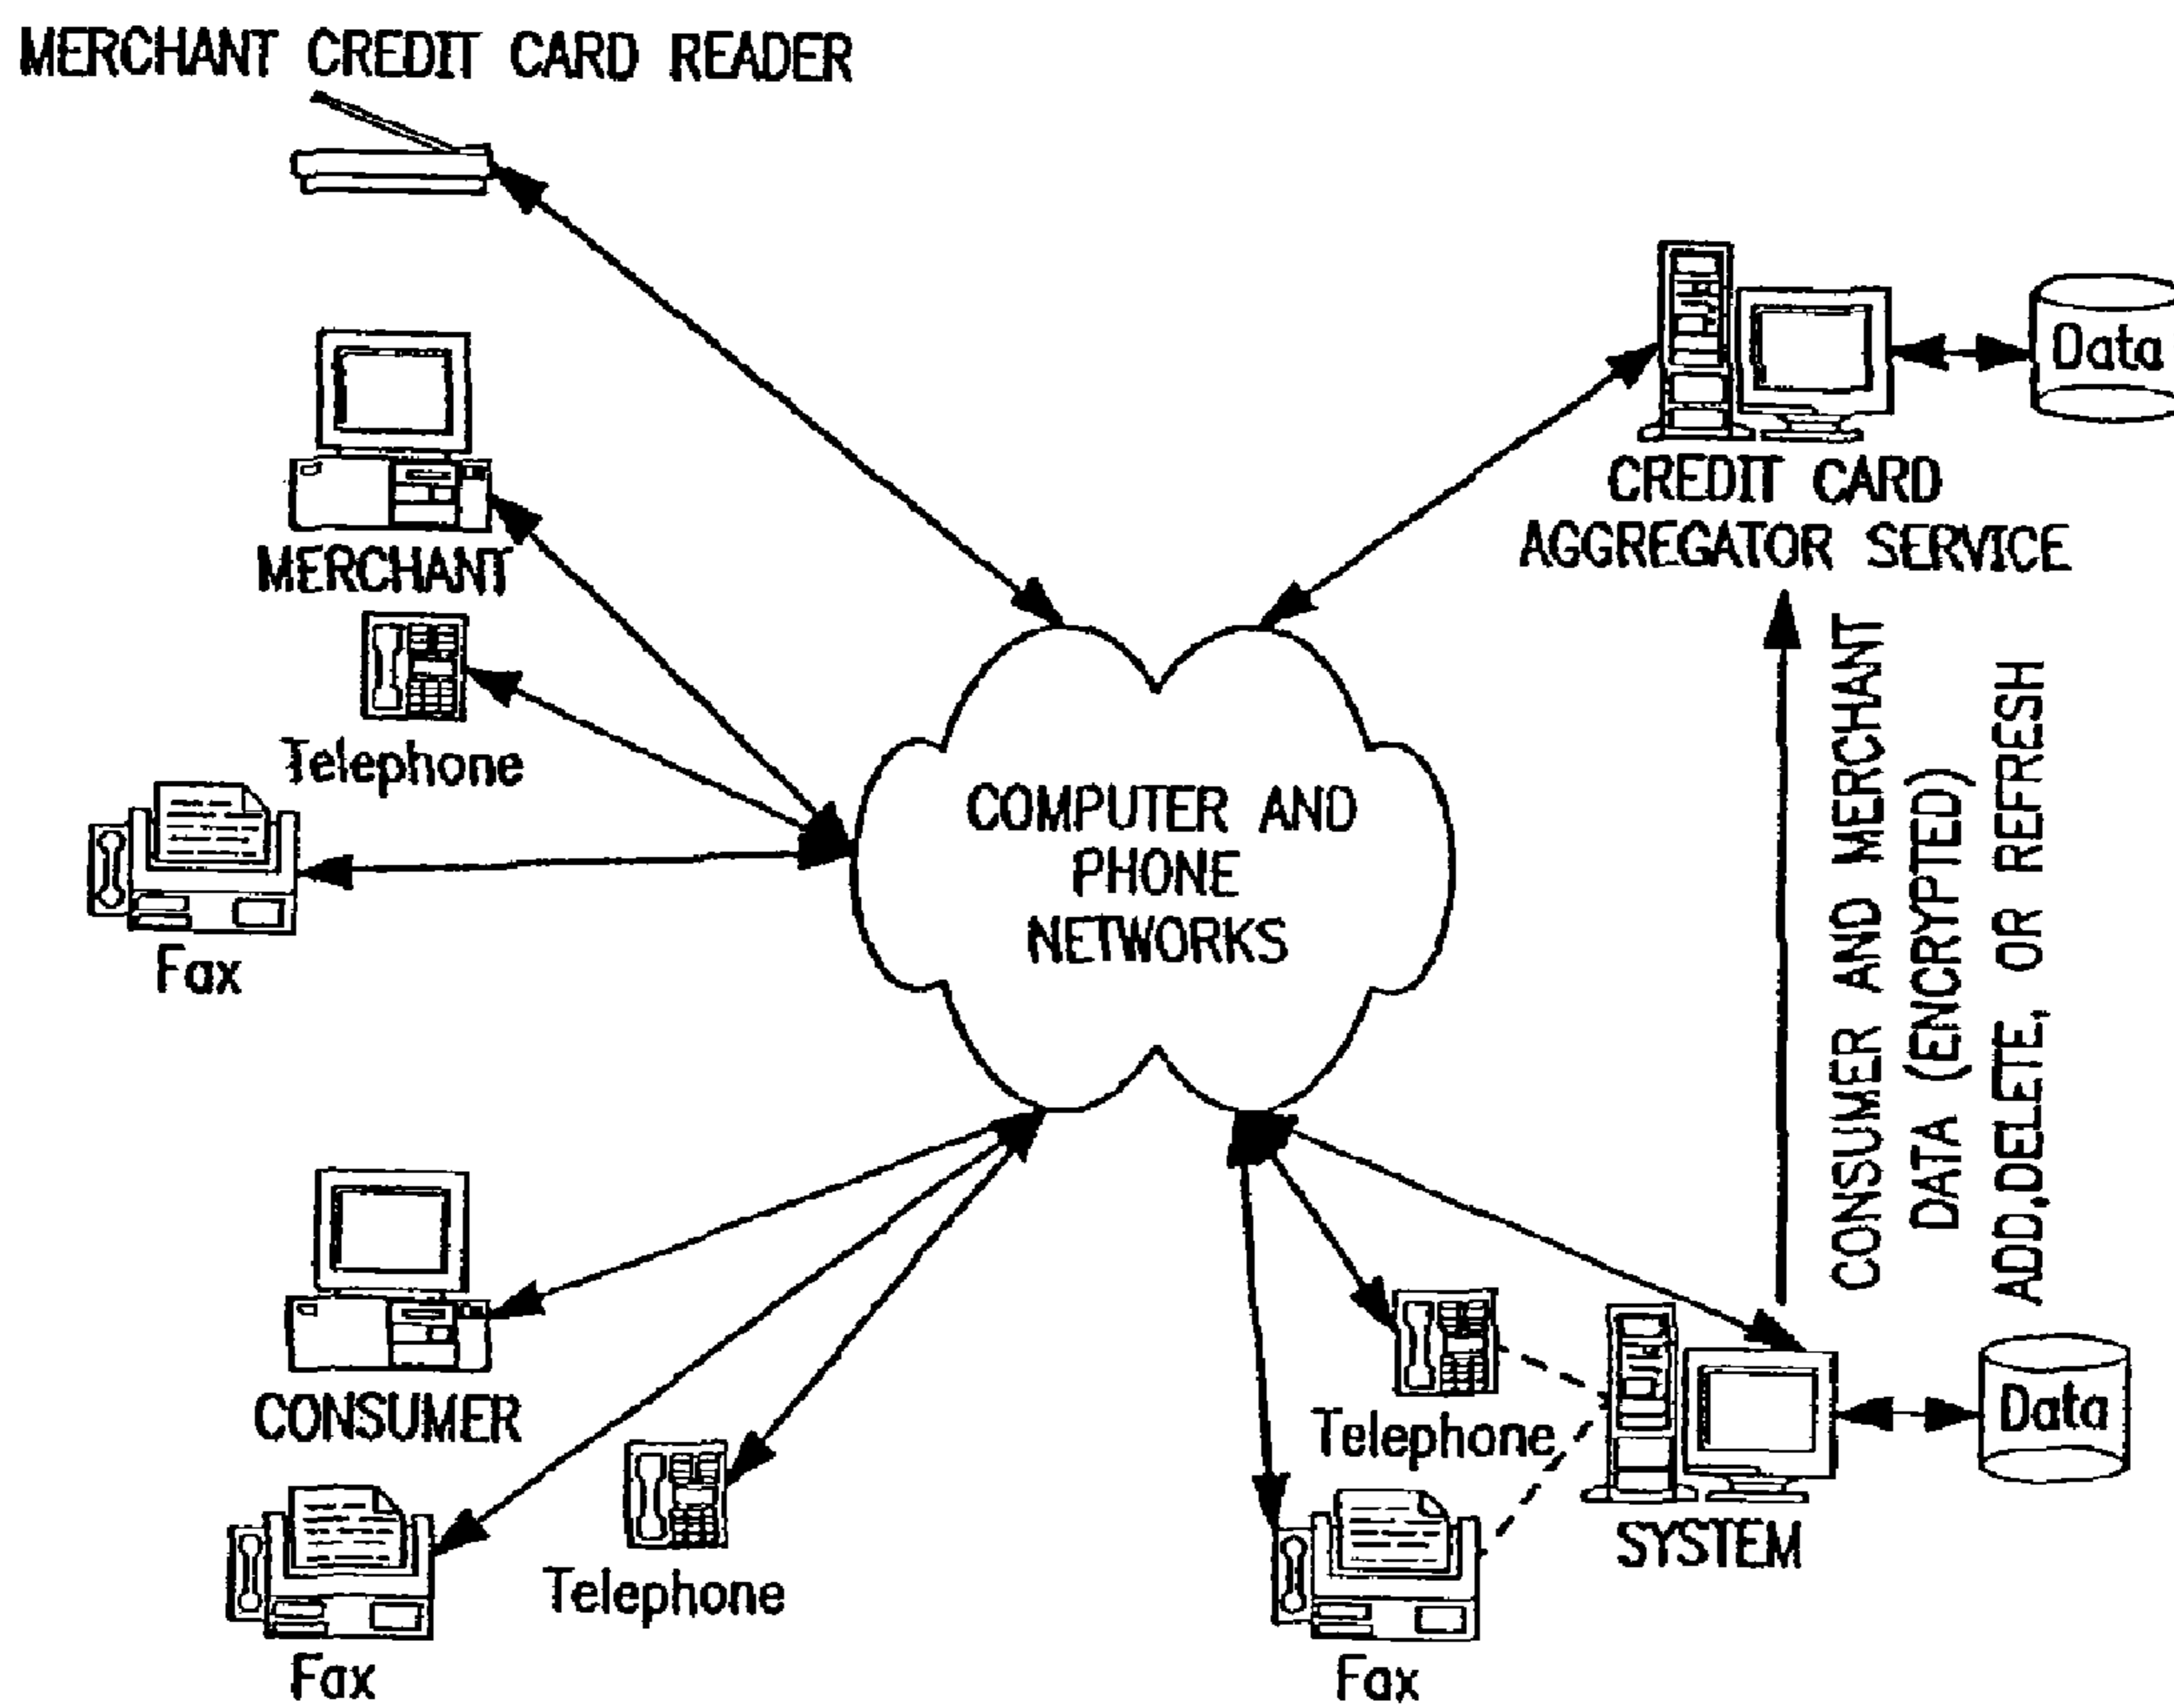 MERCHANT CREDIT CARD READER
Data
CREDIT CARD
AGGREGATOR SERVICE
MERCHANT
Telephone
Fax
COMPUTER AND
PHONE
NETWORKS
CONSUMER AND MERCHANT
DATA (ENCRYPTED)
ADD,DELETE, OR REFRESH
CONSUMER
Telephone
Fax
Telephone
Fax
Data
SYSTEM